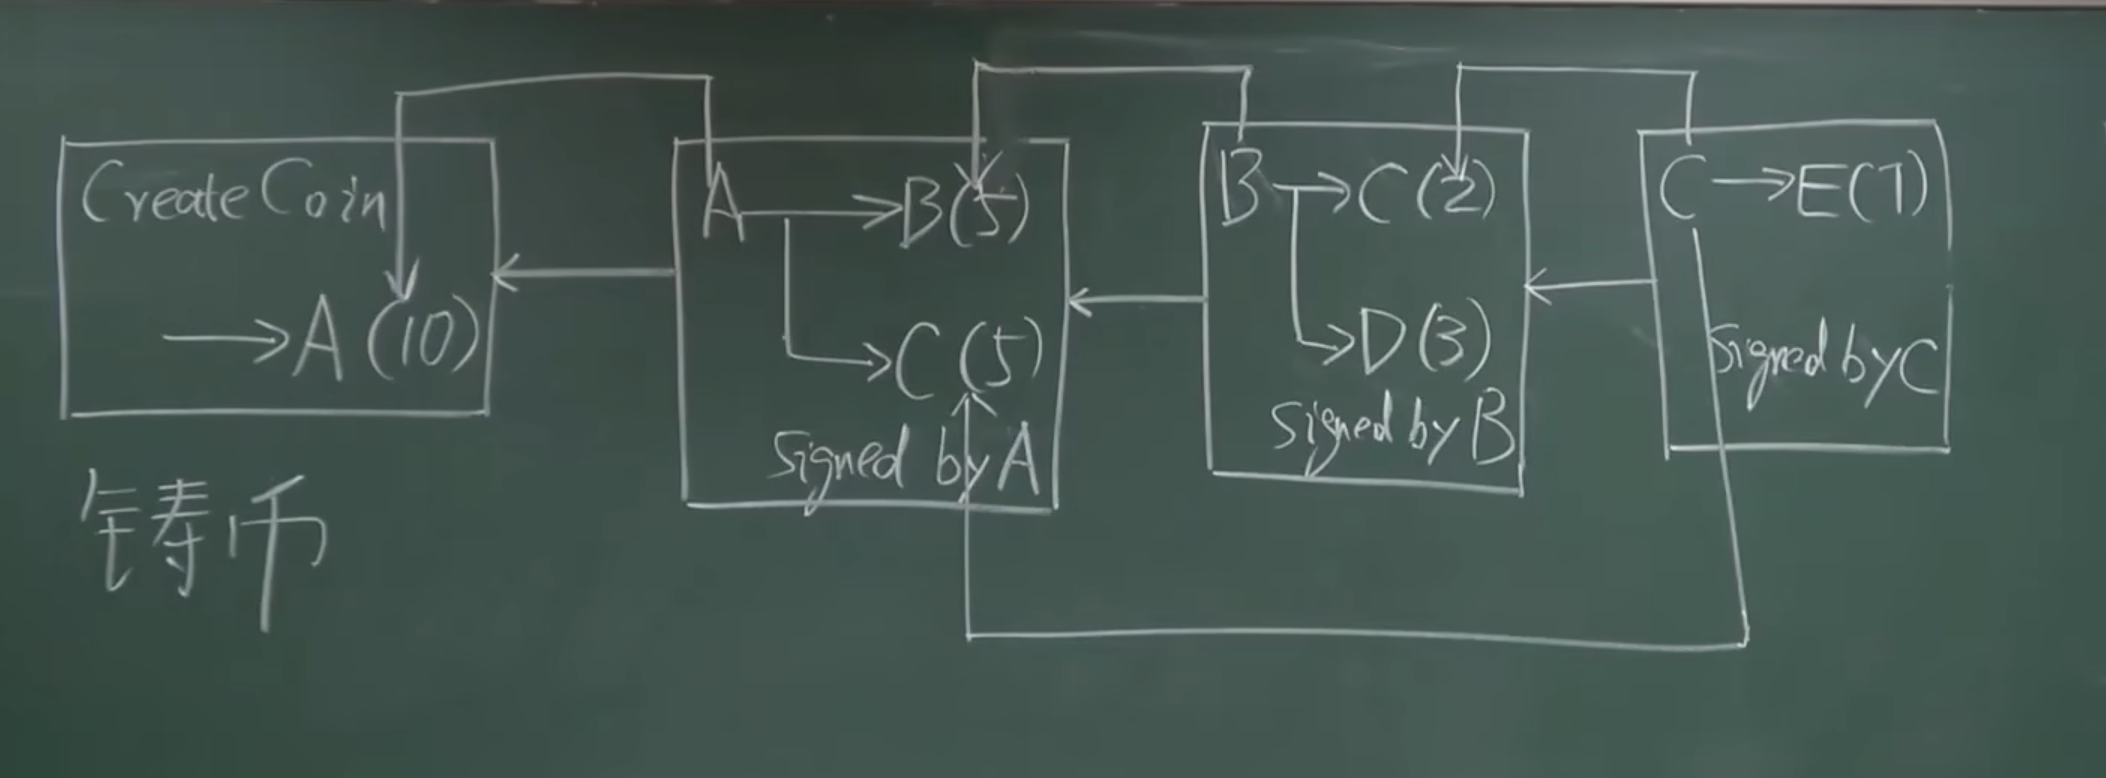 CreateCoin
→A(10)
铸币
A→B(5)
→C(5)
signed by A
B→C(2)
→D(3)
signed by B
C→E(7)
signed by C